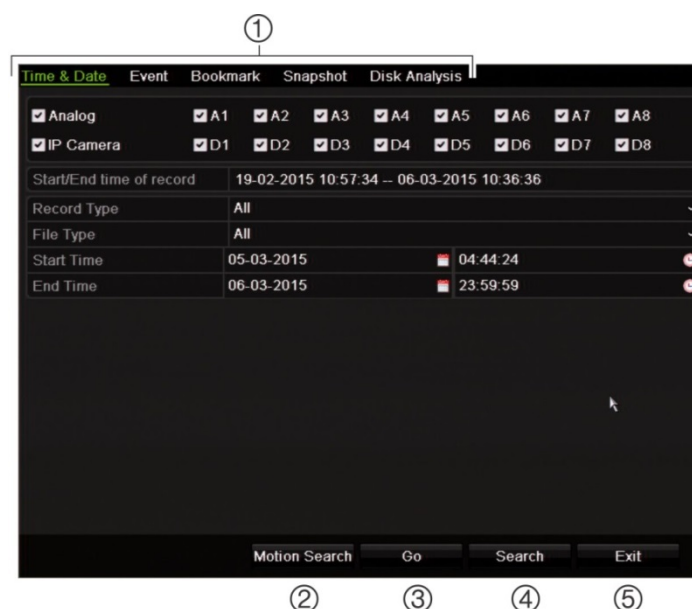 ①
Time & Date Event Bookmark Snapshot Disk Analysis
Analog A1 A2 A3 A4 A5 A6 A7 A8
IP Camera D1 D2 D3 D4 D5 D6 D7 D8
Start/End time of record 19-02-2015 10:57:34 -- 06-03-2015 10:36:36
Record Type All
File Type All
Start Time 05-03-2015 04:44:24
End Time 06-03-2015 23:59:59
Motion Search Go Search Exit
② ③ ④ ⑤